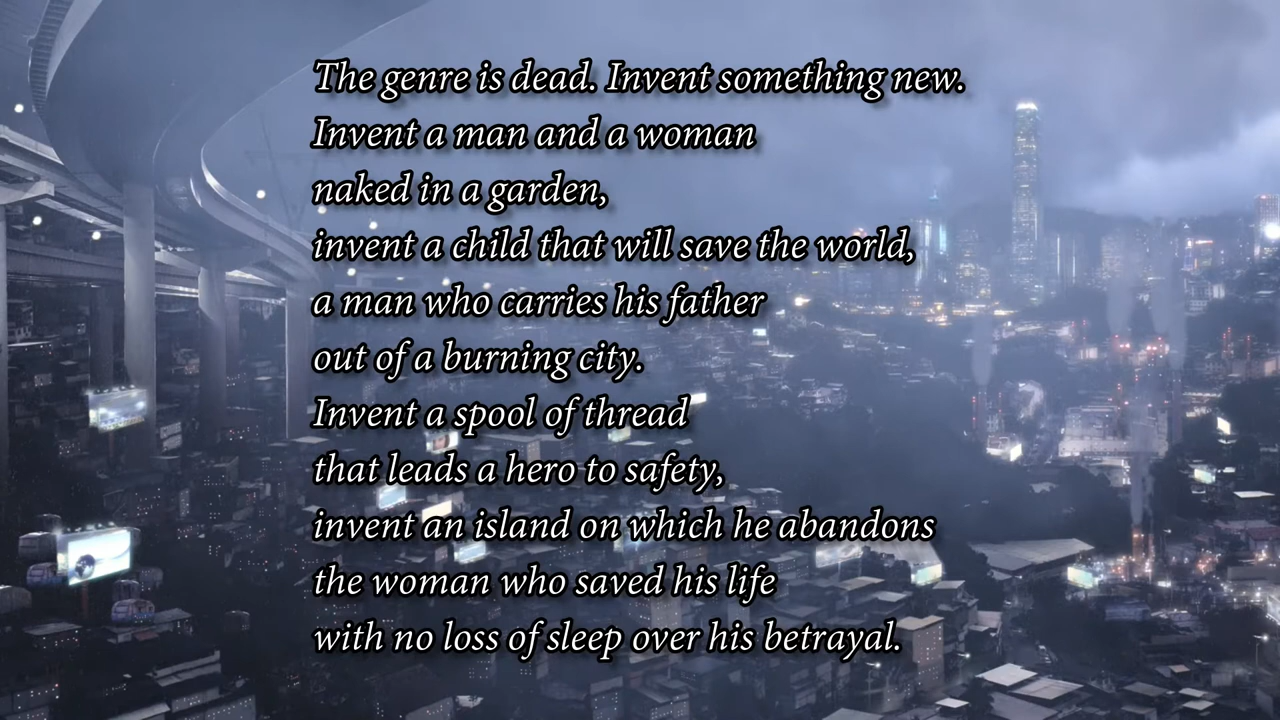 The genre is dead. Invent something new.
Invent a man and a woman
naked in a garden,
invent a child that will save the world,
a man who carries his father
out of a burning city.
Invent a spool of thread
that leads a hero to safety,
invent an island on which he abandons
the woman who saved his life
with no loss of sleep over his betrayal.